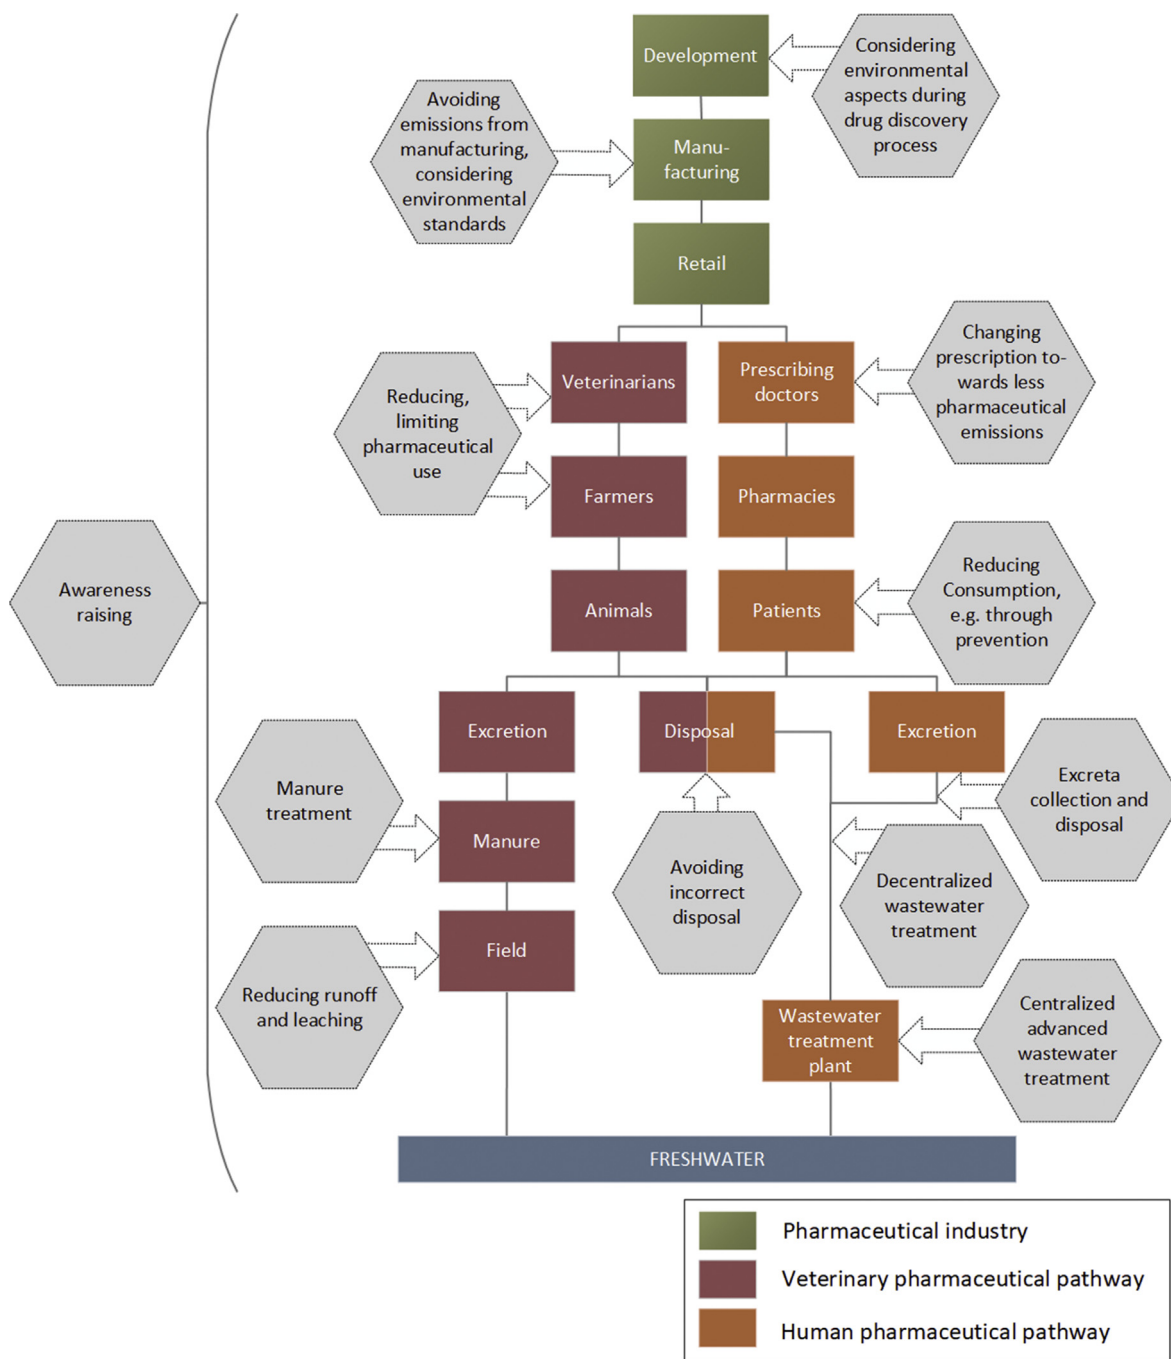 Development
Considering
environmental
aspects during
drug discovery
process
Avoiding
emissions from
manufacturing,
considering
environmental
standards
Manu-
facturing
Retail
Veterinarians
Prescribing
doctors
Changing
prescription to-
wards less
pharmaceutical
emissions
Reducing,
limiting
pharmaceutical
use
Farmers
Pharmacies
Awareness
raising
Animals
Patients
Reducing
Consumption,
e.g. through
prevention
Excretion
Disposal
Excretion
Manure
treatment
Manure
Avoiding
incorrect
disposal
Excreta
collection and
disposal
Decentralized
wastewater
treatment
Reducing runoff
and leaching
Field
Wastewater
treatment
plant
Centralized
advanced
wastewater
treatment
FRESHWATER
Pharmaceutical industry
Veterinary pharmaceutical pathway
Human pharmaceutical pathway